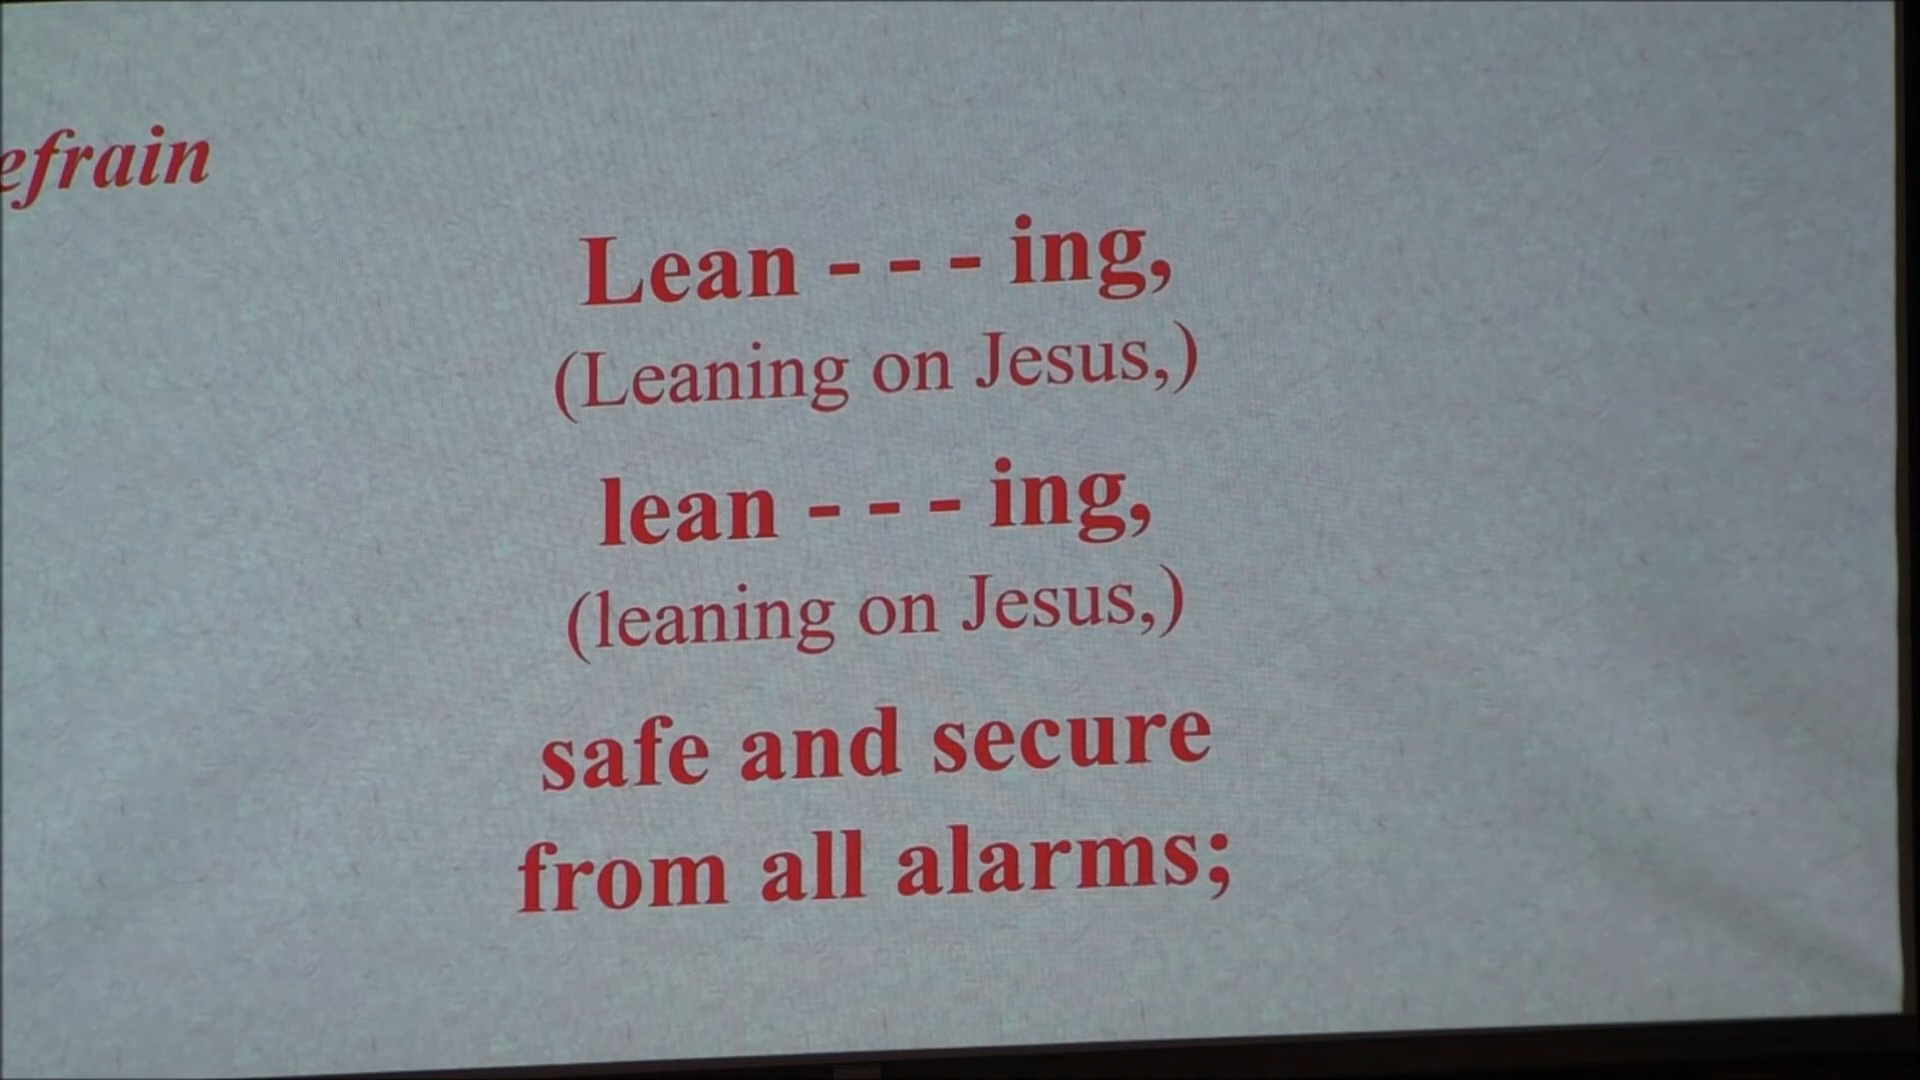 efrain
Lean - - - ing,
(Leaning on Jesus,)
lean - - - ing,
(leaning on Jesus,)
safe and secure
from all alarms;